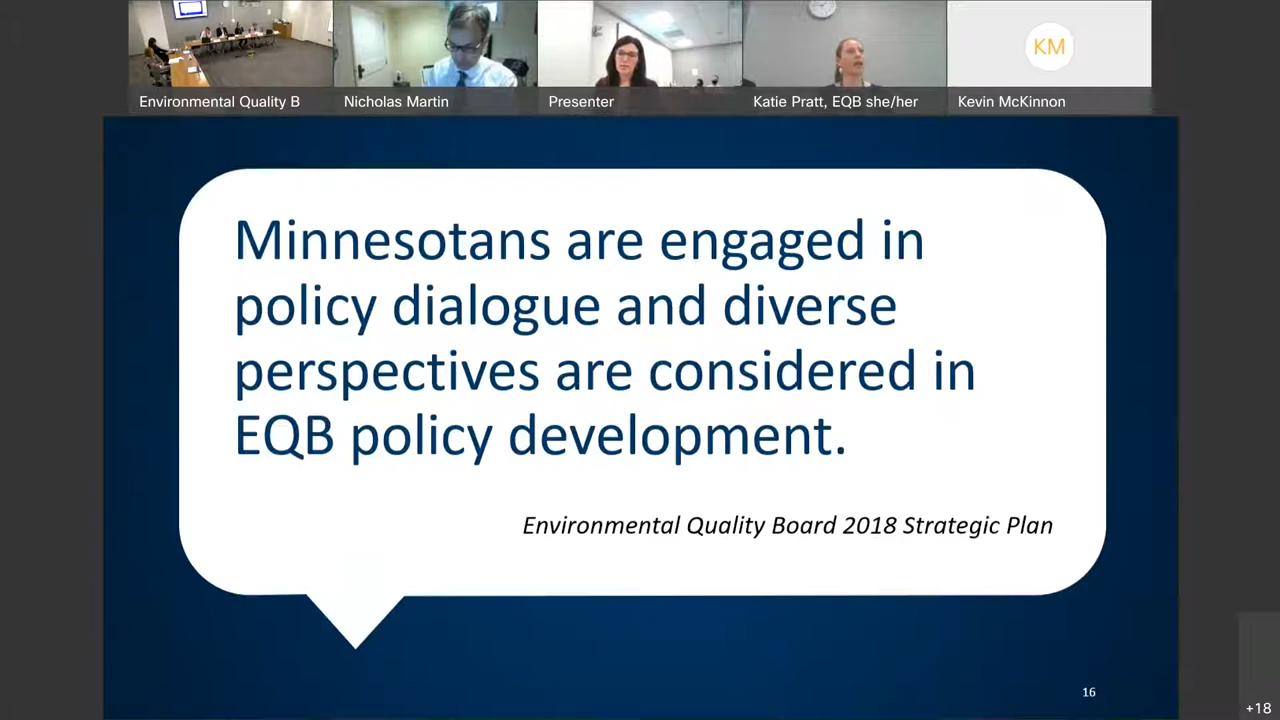 Environmental Quality B
Nicholas Martin
Presenter
Katie Pratt, EQB she/her
KM
Kevin McKinnon
Minnesotans are engaged in
policy dialogue and diverse
perspectives are considered in
EQB policy development.
Environmental Quality Board 2018 Strategic Plan
16
+18